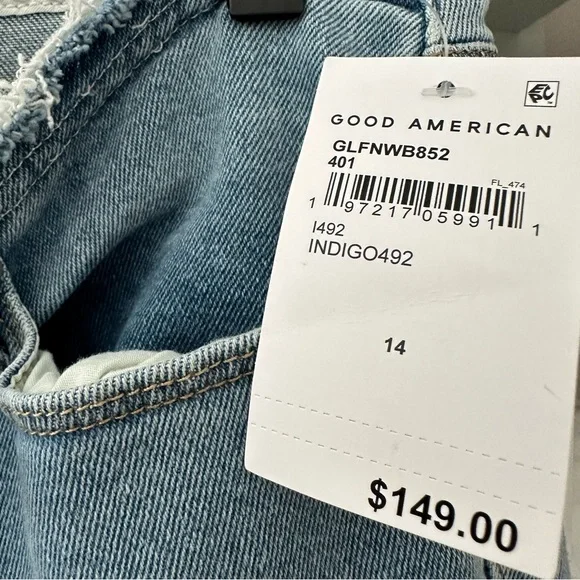 GOOD AMERICAN
GLFNWB852
401
FL_474
1 97217 05991 1
I492
INDIGO492
14
$149.00